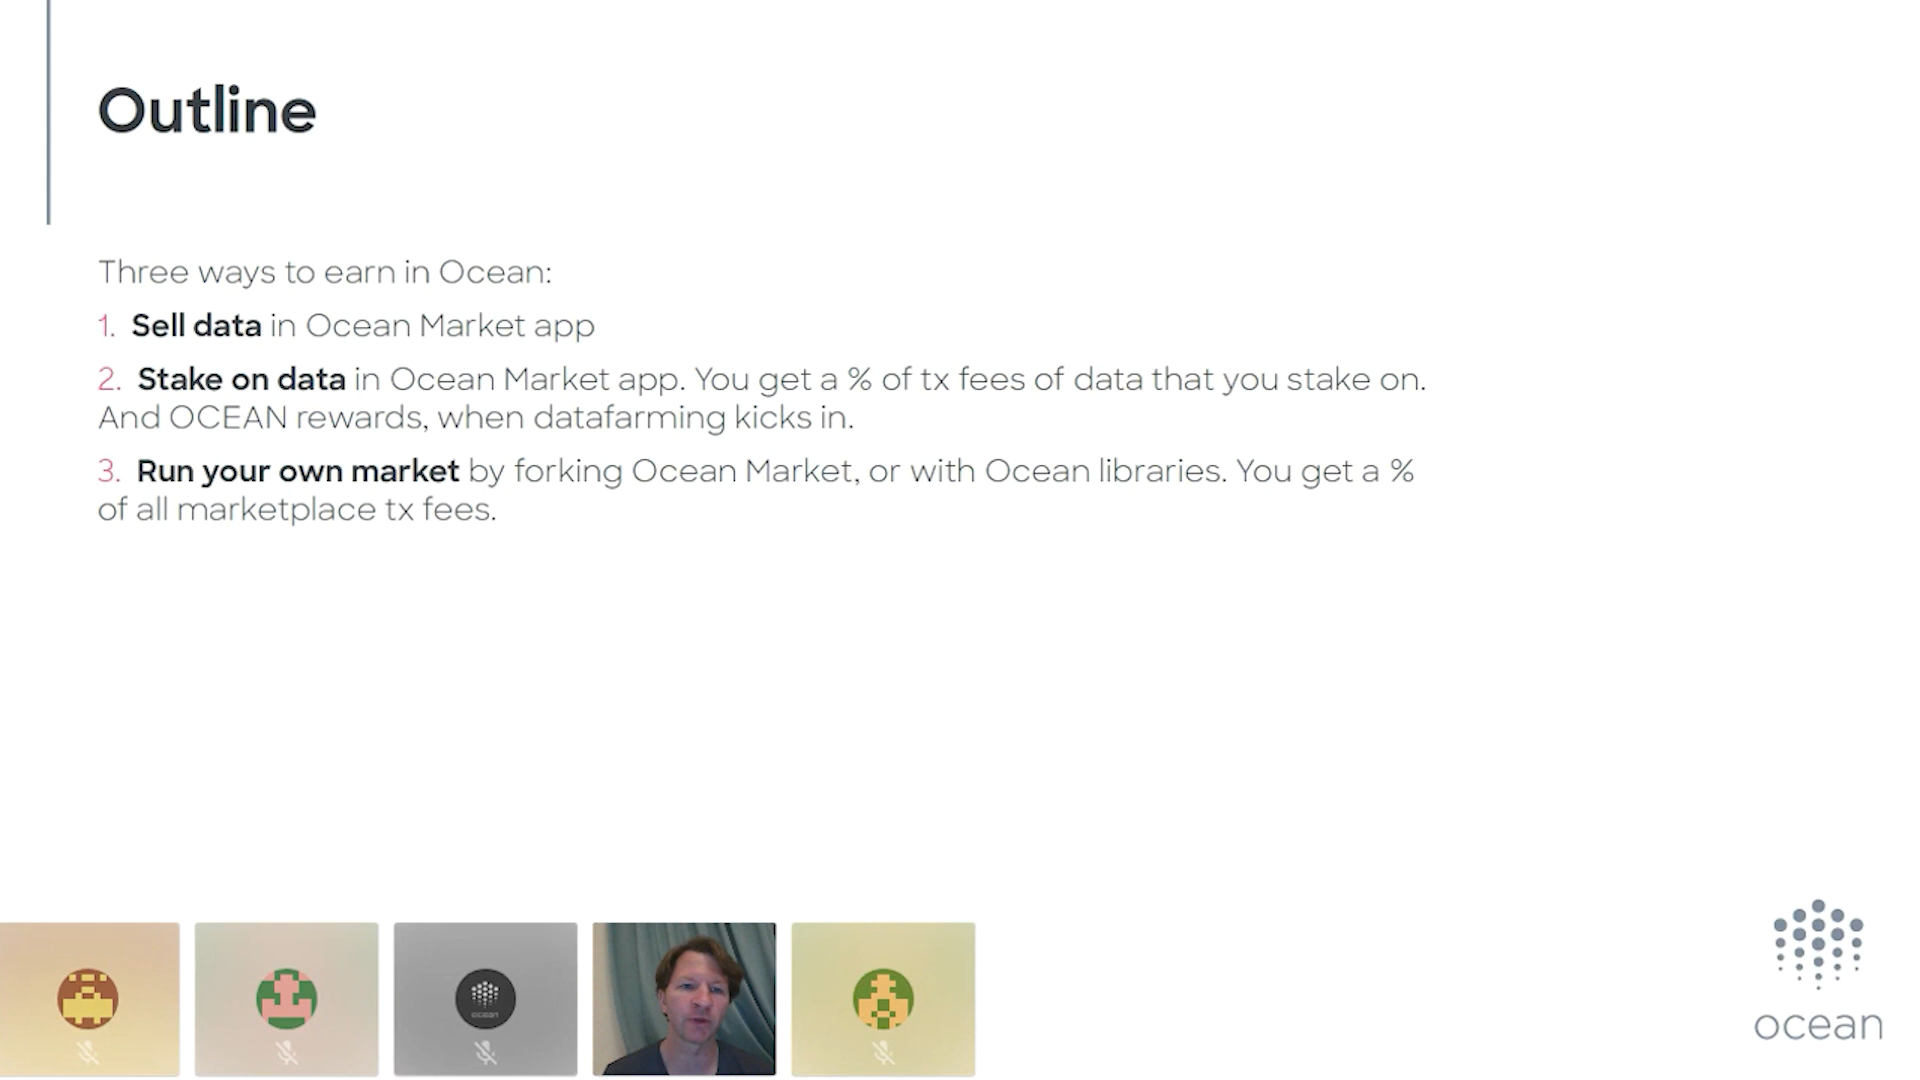 Outline
Three ways to earn in Ocean:
1. Sell data in Ocean Market app
2. Stake on data in Ocean Market app. You get a % of tx fees of data that you stake on.
And OCEAN rewards, when datafarming kicks in.
3. Run your own market by forking Ocean Market, or with Ocean libraries. You get a %
of all marketplace tx fees.
ocean
ocean